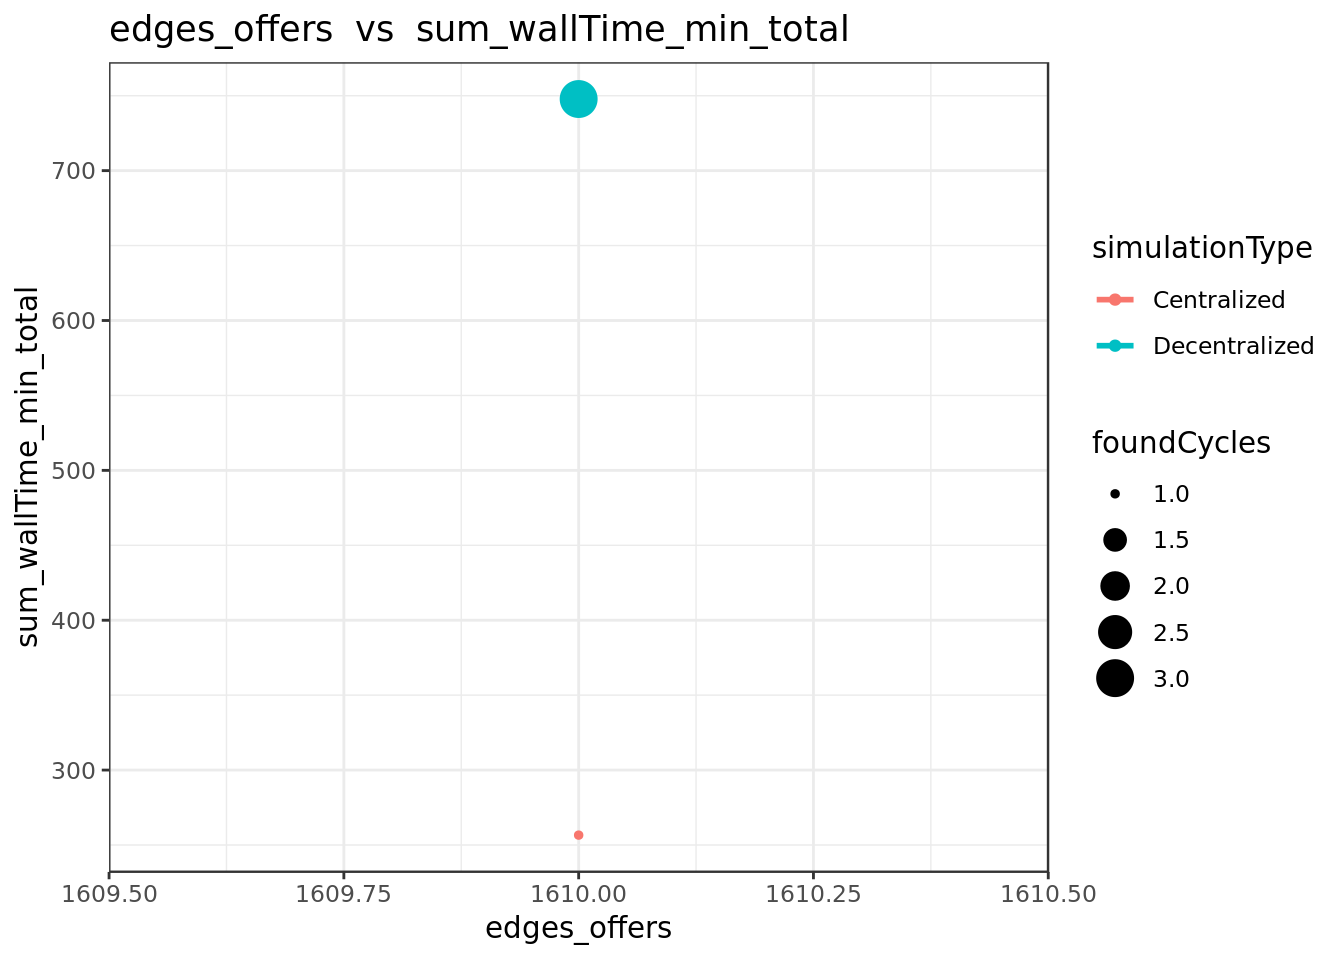 edges_offers vs sum_wallTime_min_total
sum_wallTime_min_total
700
600
500
400
300
1609.50 1609.75 1610.00 1610.25 1610.50
edges_offers
simulationType
Centralized
Decentralized
foundCycles
1.0
1.5
2.0
2.5
3.0